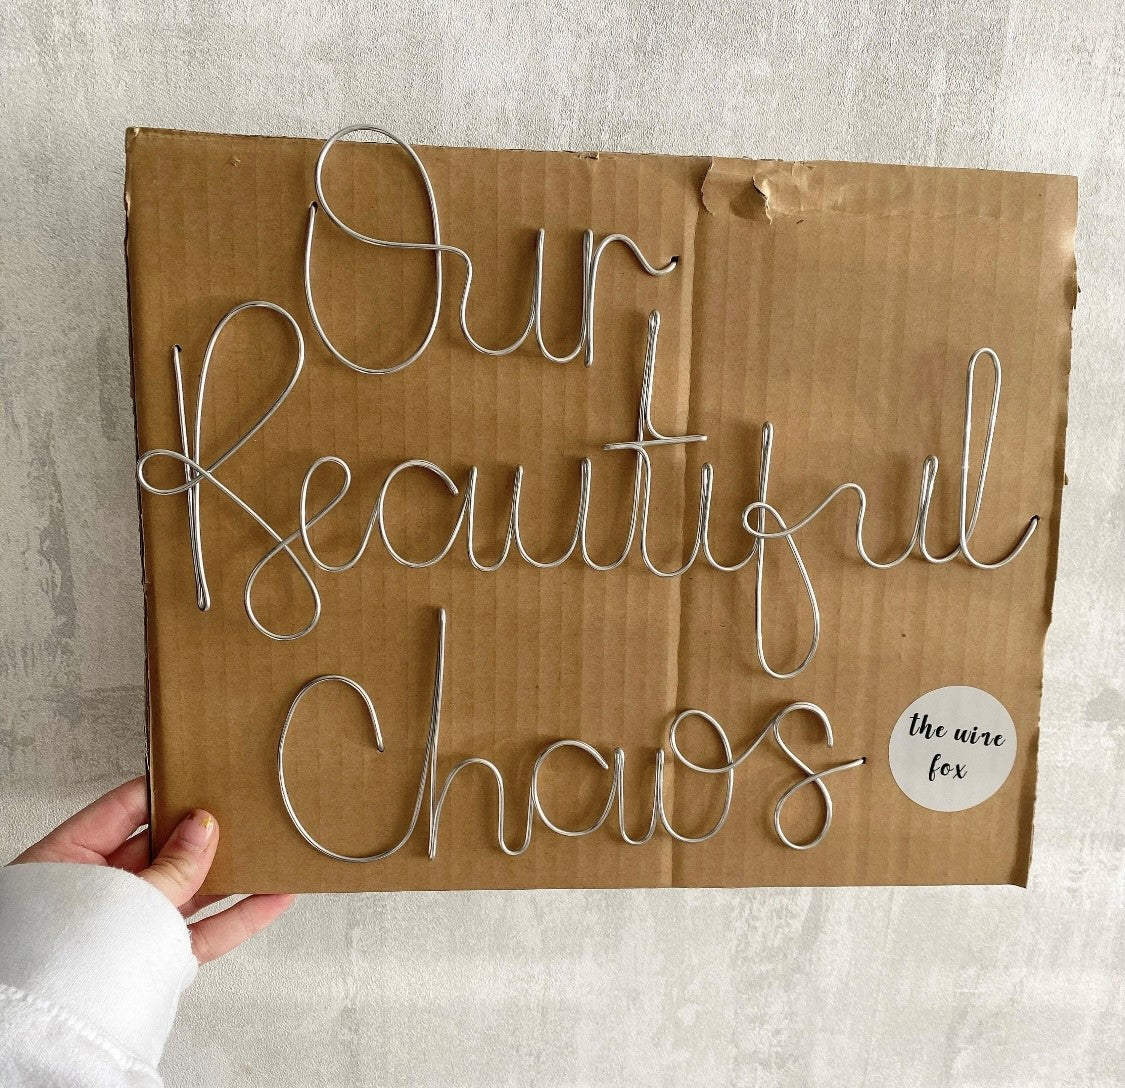 Our
Beautiful
Chaos
the wire
fox